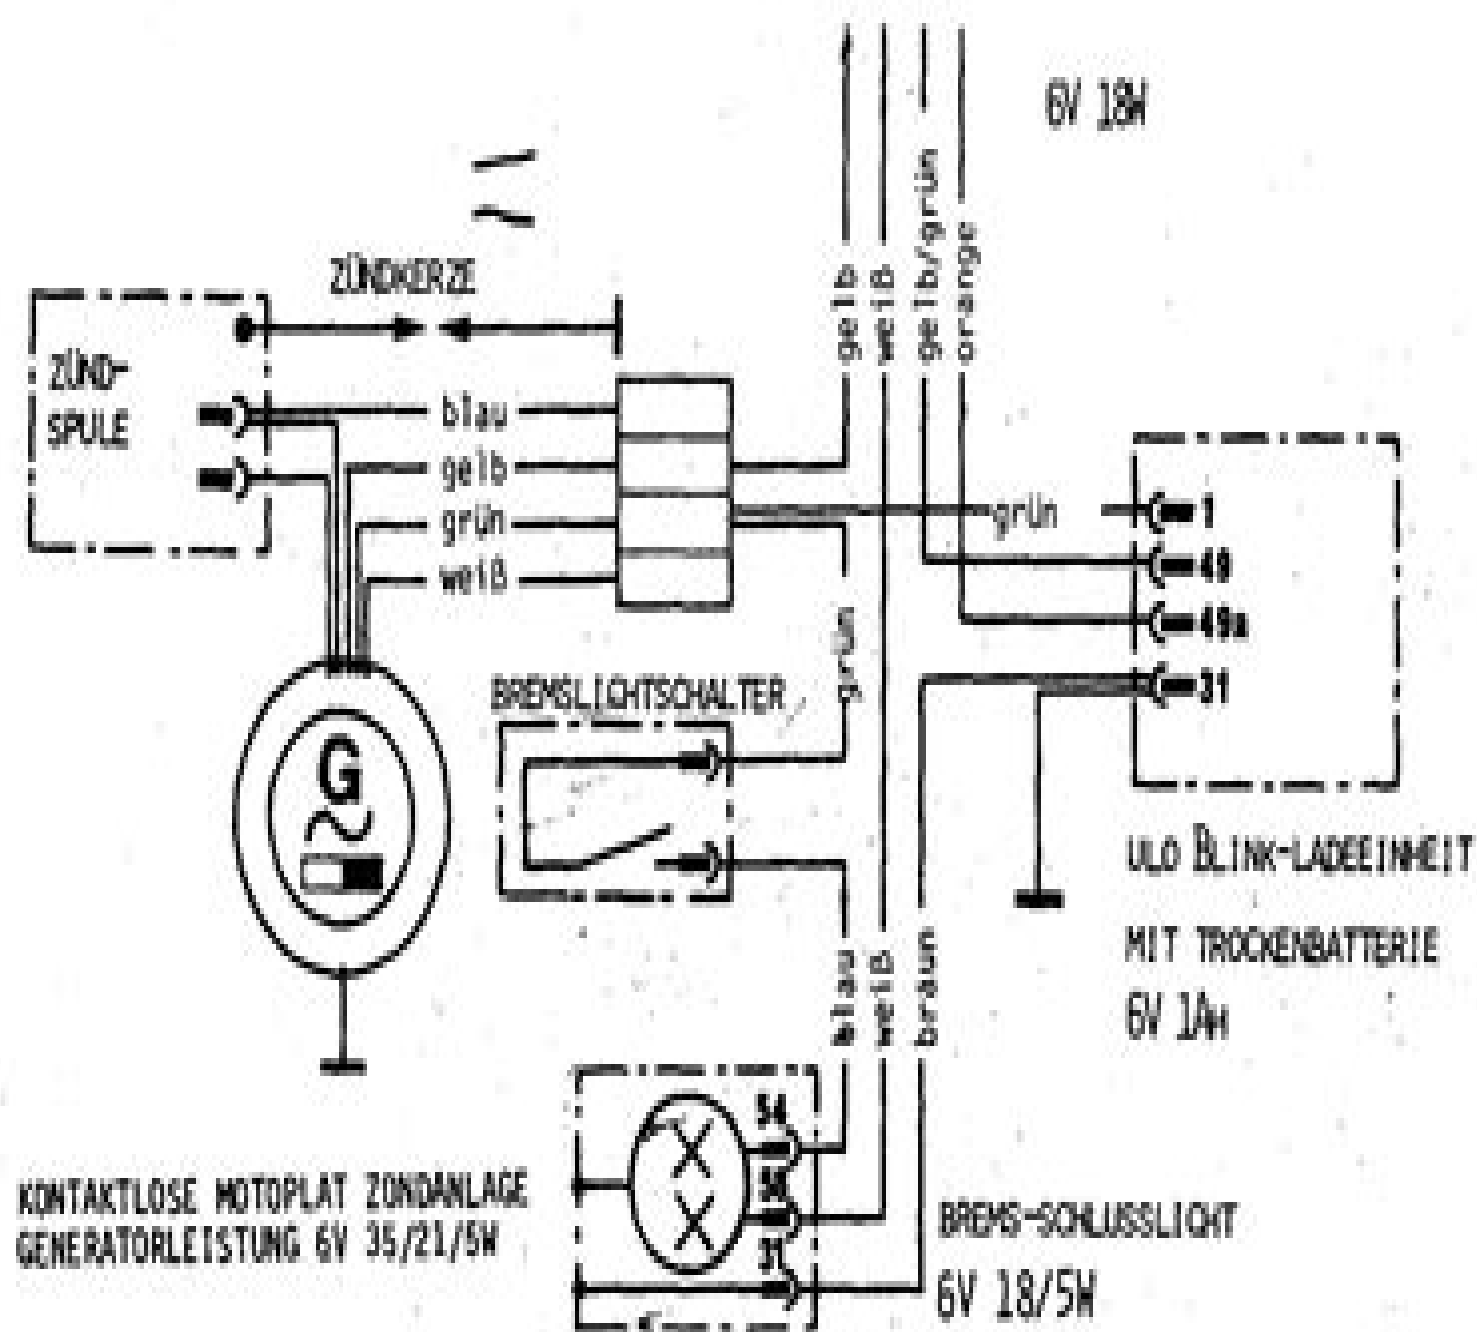 6V 18W
gelb
weiß
gelb/grün
orange
ZÜNDKERZE
ZÜND-
SPULE
blau
gelb
grün
weiß
grün
1
49
49a
31
grün
BREMSLICHTSCHALTER
G
ULO BLINK-LADEEINHEIT
MIT TROCKENBATTERIE
6V 1AH
blau
weiß
braun
54
58
31
KONTAKTLOSE MOTOPLAT ZÜNDANLAGE
GENERATORLEISTUNG 6V 35/21/5W
BREMS-SCHLUSSLICHT
6V 18/5W